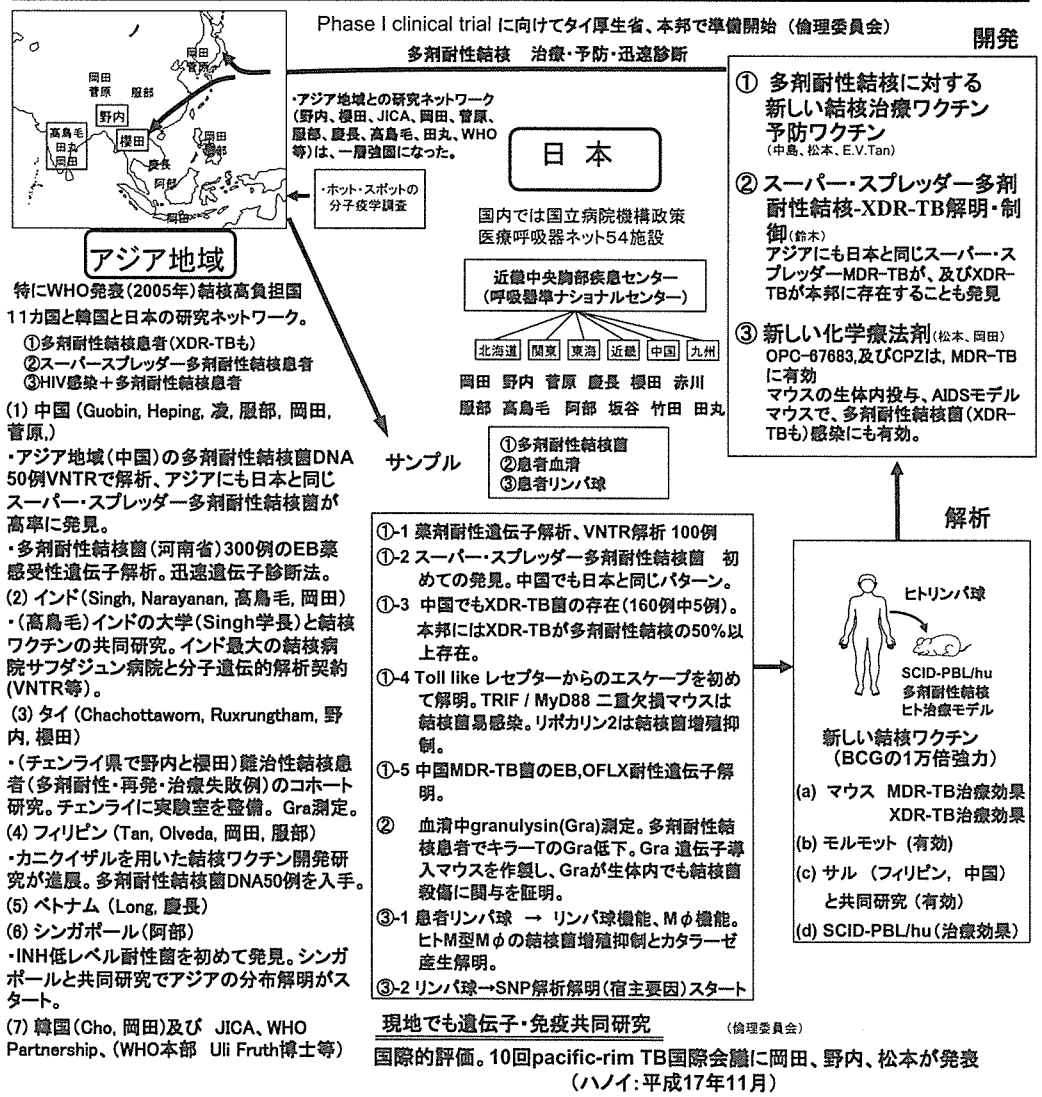 Phase I clinical trial に向けてタイ厚生省、本邦で準備開始 （倫理委員会）
多剤耐性結核　治療・予防・迅速診断
岡田
菅原
岡田
菅原　服部
野内
櫻田
高鳥毛
田丸
岡田
慶長
阿部
岡田
服部
岡田
・アジア地域との研究ネットワーク
（野内、櫻田、JICA、岡田、菅原、
服部、慶長、高鳥毛、田丸、WHO
等）は、一層強固になった。
・ホット・スポットの
分子疫学調査
アジア地域
特にWHO発表（2005年）結核高負担国
11カ国と韓国と日本の研究ネットワーク。
①多剤耐性結核患者（XDR-TBも）
②スーパースプレッダー多剤耐性結核患者
③HIV感染＋多剤耐性結核患者
(1) 中国（Guobin, Heping, 凌, 服部, 岡田,
菅原,）
・アジア地域（中国）の多剤耐性結核菌DNA
50例VNTRで解析、アジアにも日本と同じ
スーパー・スプレッダー多剤耐性結核菌が
高率に発見。
・多剤耐性結核菌（河南省）300例のEB薬
感受性遺伝子解析。迅速遺伝子診断法。
(2) インド（Singh, Narayanan, 高鳥毛, 岡田）
・（高鳥毛）インドの大学（Singh学長）と結核
ワクチンの共同研究。インド最大の結核病
院サフダジュン病院と分子遺伝的解析契約
(VNTR等）。
(3) タイ（Chachottaworn, Ruxrungtham, 野
内, 櫻田）
・（チェンライ県で野内と櫻田）難治性結核患
者（多剤耐性・再発・治療失敗例）のコホート
研究。チェンライに実験室を整備。 Gra測定。
(4) フィリピン（Tan, Olveda, 岡田, 服部）
・カニクイザルを用いた結核ワクチン開発研
究が進展。多剤耐性結核菌DNA50例を入手。
(5) ベトナム （Long, 慶長）
(6) シンガポール（阿部）
・INH低レベル耐性菌を初めて発見。シンガ
ポールと共同研究でアジアの分布解明がス
タート。
(7) 韓国（Cho, 岡田）及び JICA、WHO
Partnership、（WHO本部　Uli Fruth博士等）
日 本
国内では国立病院機構政策
医療呼吸器ネット54施設
近畿中央胸部疾患センター
（呼吸器準ナショナルセンター）
北海道 関東 東海 近畿 中国 九州
岡田 野内 菅原 慶長 櫻田 赤川
服部 高鳥毛 阿部 坂谷 竹田 田丸
サンプル
①多剤耐性結核菌
②患者血清
③患者リンパ球
①-1 薬剤耐性遺伝子解析、VNTR解析 100例
①-2 スーパー・スプレッダー多剤耐性結核菌　初
めての発見。中国でも日本と同じパターン。
①-3 中国でもXDR-TB菌の存在（160例中5例）。
本邦にはXDR-TBが多剤耐性結核の50%以
上存在。
①-4 Toll like レセプターからのエスケープを初め
て解明。TRIF / MyD88 二重欠損マウスは
結核菌易感染。リポカリン2は結核菌増殖抑
制。
①-5 中国MDR-TB菌のEB,OFLX耐性遺伝子解
明。
②　血清中granulysin(Gra)測定。多剤耐性結
核患者でキラーTのGra低下。Gra 遺伝子導
入マウスを作製し、Graが生体内でも結核菌
殺傷に関与を証明。
③-1 患者リンパ球 → リンパ球機能、Mφ機能。
ヒトM型Mφの結核菌増殖抑制とカタラーゼ
産生解明。
③-2 リンパ球→SNP解析解明（宿主要因）スタート
現地でも遺伝子・免疫共同研究　（倫理委員会）
国際的評価。10回pacific-rim TB国際会議に岡田、野内、松本が発表
（ハノイ：平成17年11月）
開発
① 多剤耐性結核に対する
新しい結核治療ワクチン
予防ワクチン
（中島、松本、E.V.Tan）
② スーパー・スプレッダー多剤
耐性結核-XDR-TB解明・制
御(鈴木)
アジアにも日本と同じスーパー・ス
プレッダーMDR-TBが、及びXDR-
TBが本邦に存在することも発見
③ 新しい化学療法剤（松本、岡田）
OPC-67683,及びCPZは, MDR-TB
に有効
マウスの生体内投与、AIDSモデル
マウスで、多剤耐性結核菌（XDR-
TBも）感染にも有効。
解析
ヒトリンパ球
SCID-PBL/hu
多剤耐性結核
ヒト治療モデル
新しい結核ワクチン
（BCGの1万倍強力）
(a) マウス MDR-TB治療効果
XDR-TB治療効果
(b) モルモット （有効）
(c) サル （フィリピン, 中国）
と共同研究（有効）
(d) SCID-PBL/hu（治療効果）